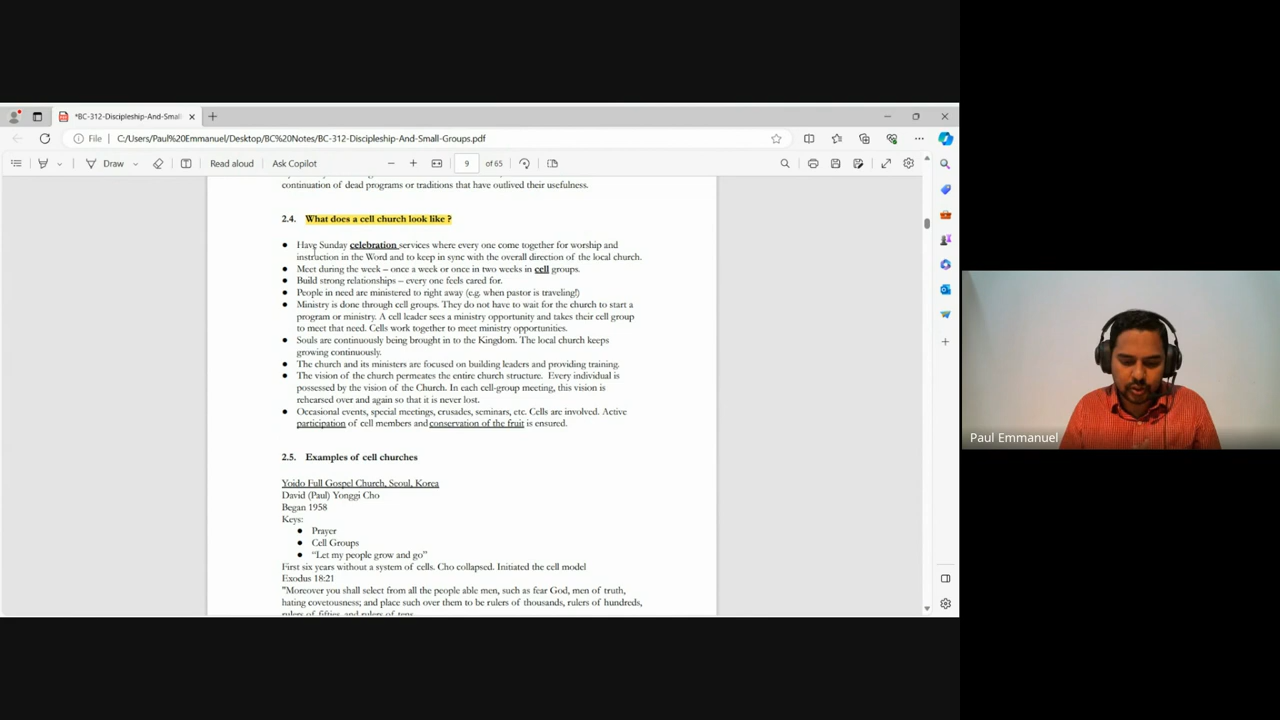 *BC-312-Discipleship-And-Small-
File
C:/Users/Paul%20Emmanuel/Desktop/BC%20Notes/BC-312-Discipleship-And-Small-Groups.pdf
Draw
Read aloud
Ask Copilot
9
of 65
continuation of dead programs or traditions that have outlived their usefulness.
2.4. What does a cell church look like ?
● Have Sunday celebration services where every one come together for worship and
instruction in the Word and to keep in sync with the overall direction of the local church.
● Meet during the week – once a week or once in two weeks in cell groups.
● Build strong relationships – every one feels cared for.
● People in need are ministered to right away (e.g. when pastor is traveling!)
● Ministry is done through cell groups. They do not have to wait for the church to start a
program or ministry. A cell leader sees a ministry opportunity and takes their cell group
to meet that need. Cells work together to meet ministry opportunities.
● Souls are continuously being brought in to the Kingdom. The local church keeps
growing continuously.
● The church and its ministers are focused on building leaders and providing training.
● The vision of the church permeates the entire church structure. Every individual is
possessed by the vision of the Church. In each cell-group meeting, this vision is
rehearsed over and again so that it is never lost.
● Occasional events, special meetings, crusades, seminars, etc. Cells are involved. Active
participation of cell members and conservation of the fruit is ensured.
2.5. Examples of cell churches
Yoido Full Gospel Church, Seoul, Korea
David (Paul) Yonggi Cho
Began 1958
Keys:
● Prayer
● Cell Groups
● “Let my people grow and go”
First six years without a system of cells. Cho collapsed. Initiated the cell model
Exodus 18:21
"Moreover you shall select from all the people able men, such as fear God, men of truth,
hating covetousness; and place such over them to be rulers of thousands, rulers of hundreds,
rulers of fifties, and rulers of tens.
Paul Emmanuel